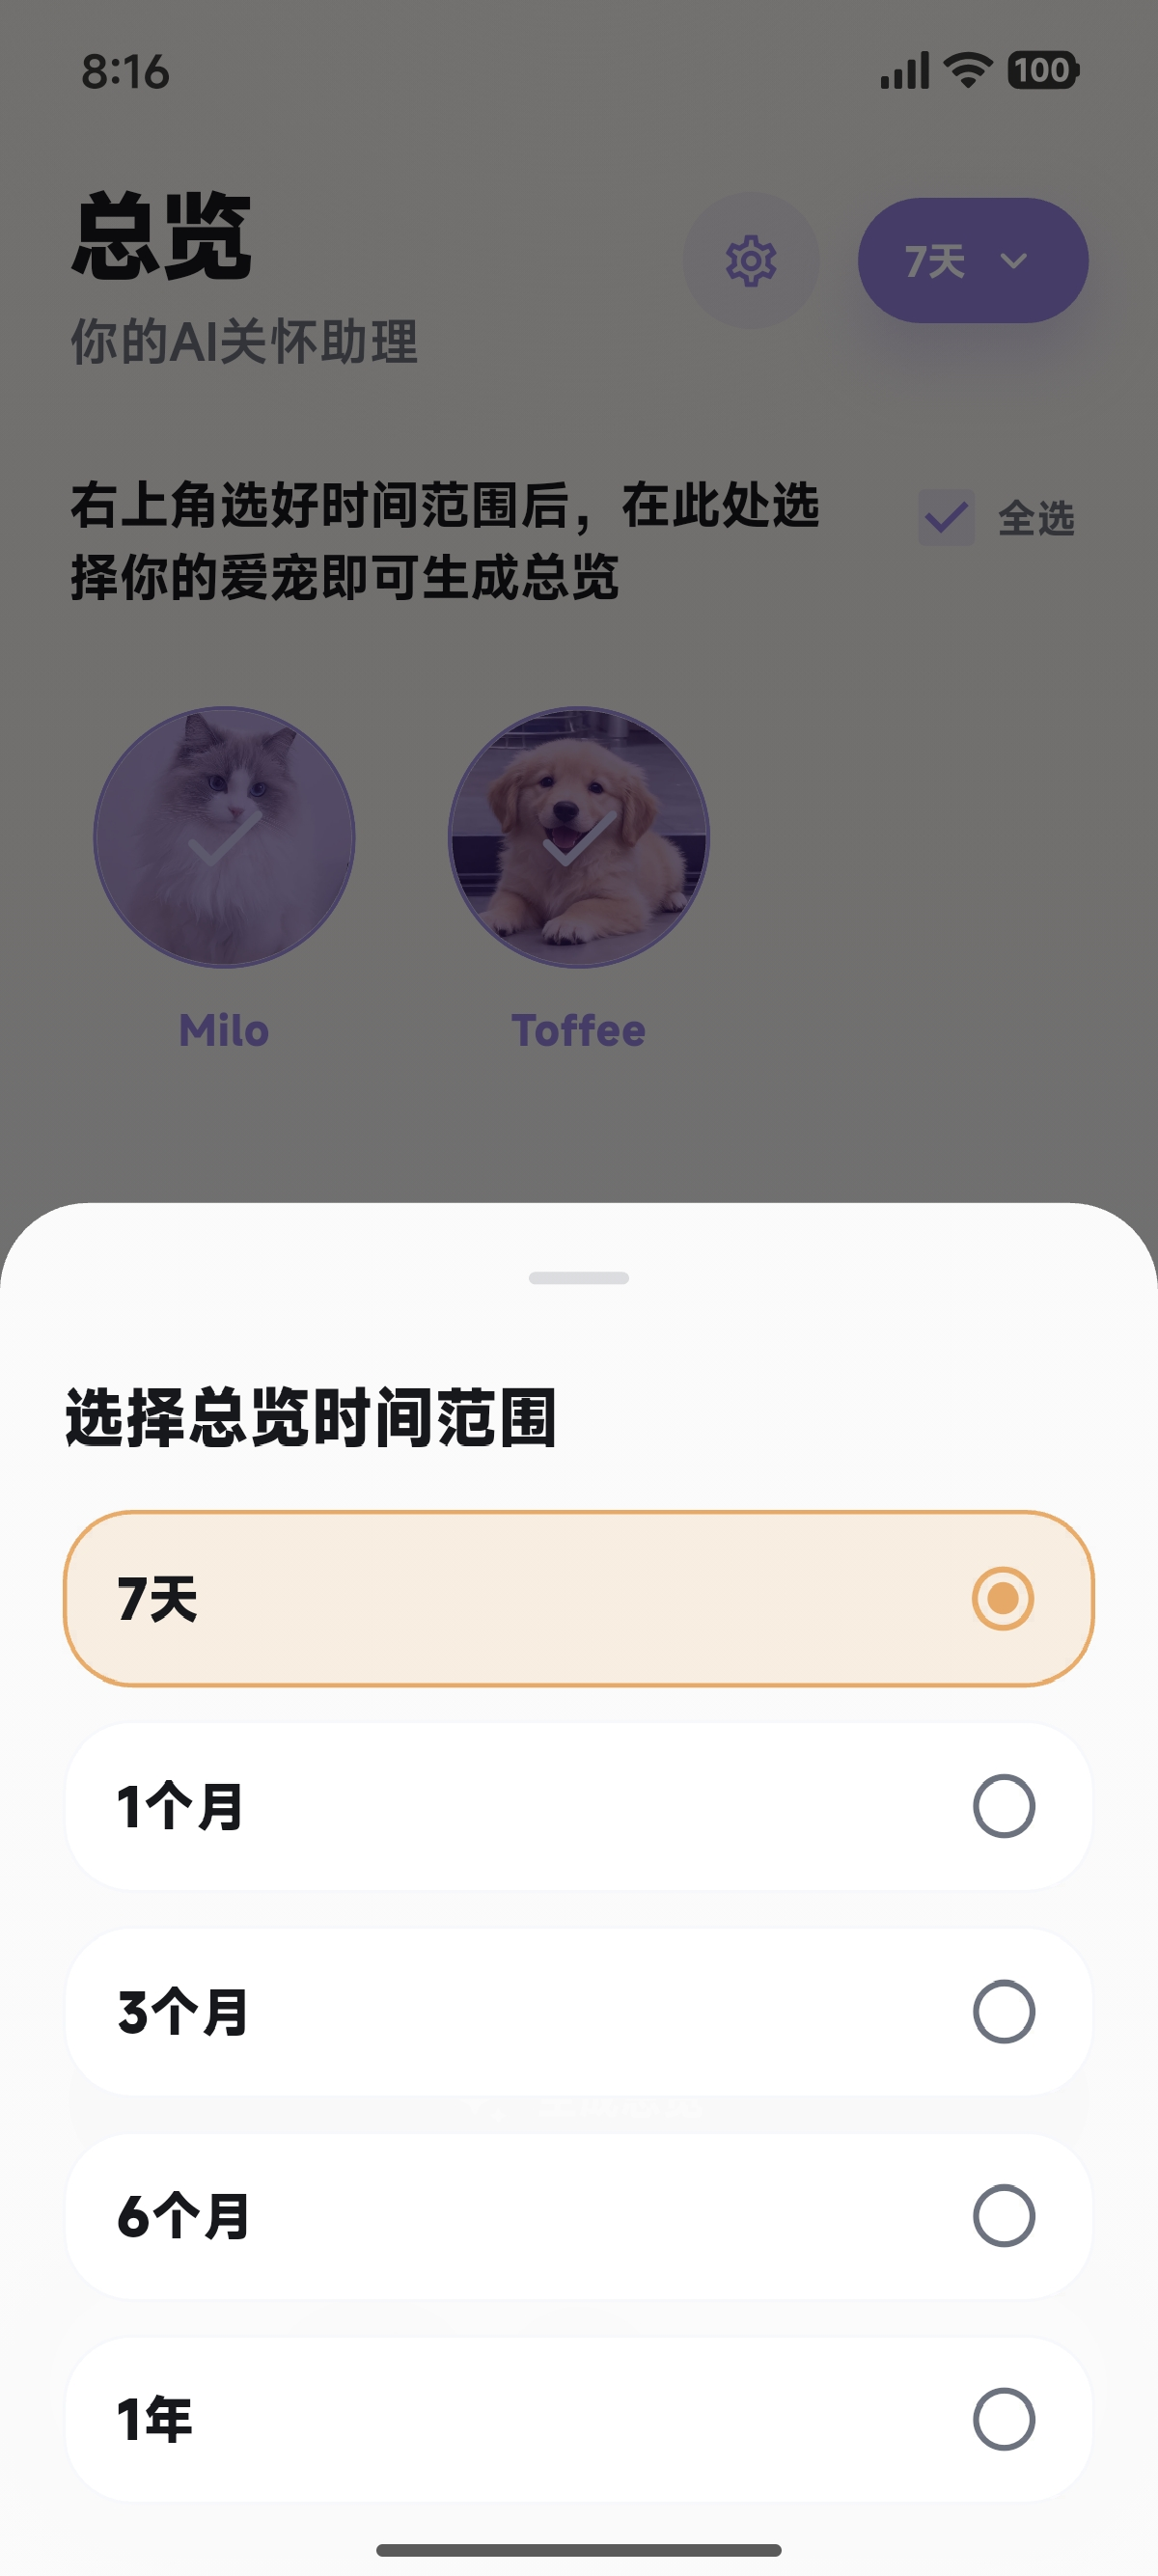 8:16
100
总览
7天
你的AI关怀助理
右上角选好时间范围后，在此处选
择你的爱宠即可生成总览
全选
Milo
Toffee
选择总览时间范围
7天
1个月
3个月
6个月
1年